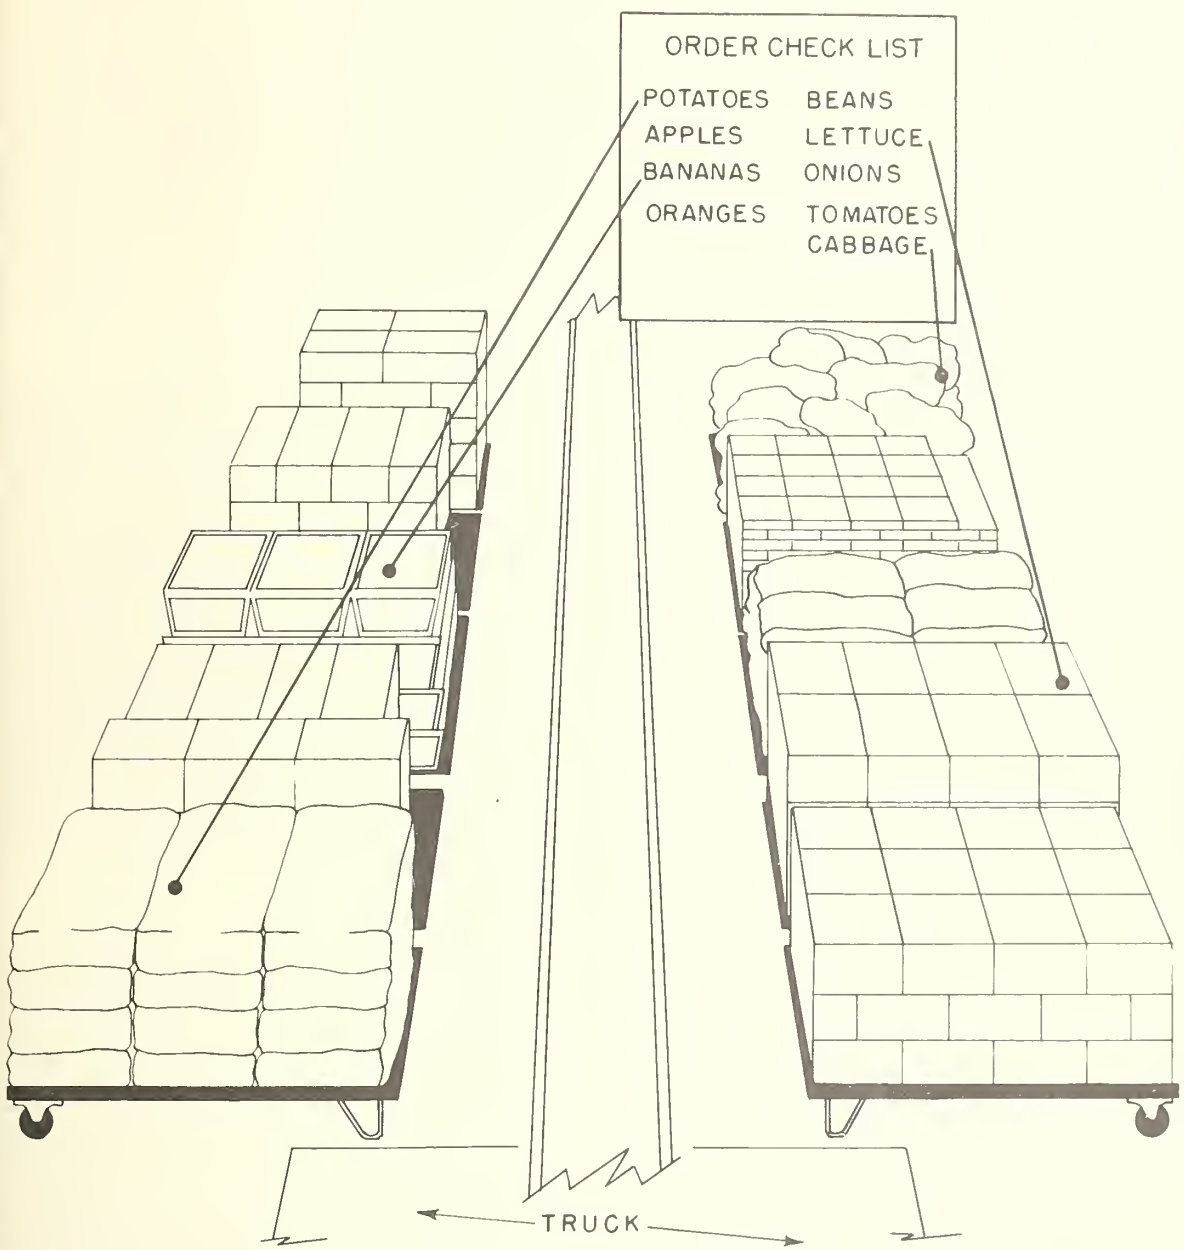 ORDER CHECK LIST
POTATOES BEANS
APPLES LETTUCE
BANANAS ONIONS
ORANGES TOMATOES
CABBAGE
TRUCK